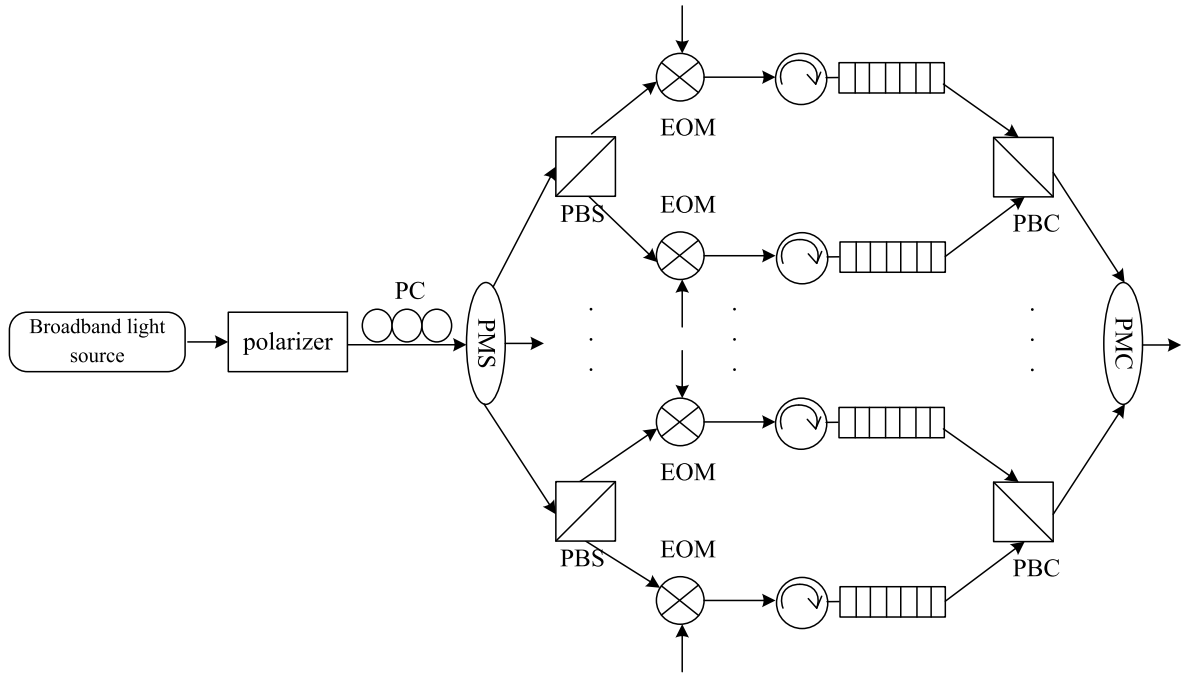 EOM
PBS
EOM
PBC
PC
Broadband light
source
polarizer
PMS
PMC
EOM
PBS
EOM
PBC